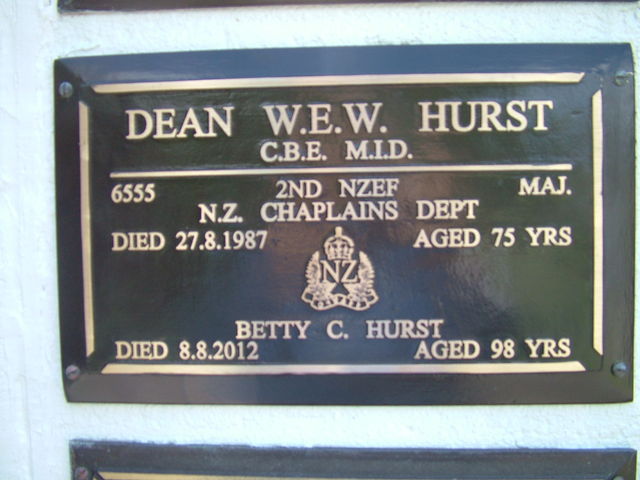 DEAN W.E.W. HURST
C.B.E. M.I.D.
6555 2ND NZEF MAJ.
N.Z. CHAPLAINS DEPT
DIED 27.8.1987 AGED 75 YRS
NZ
BETTY C. HURST
DIED 8.8.2012 AGED 98 YRS